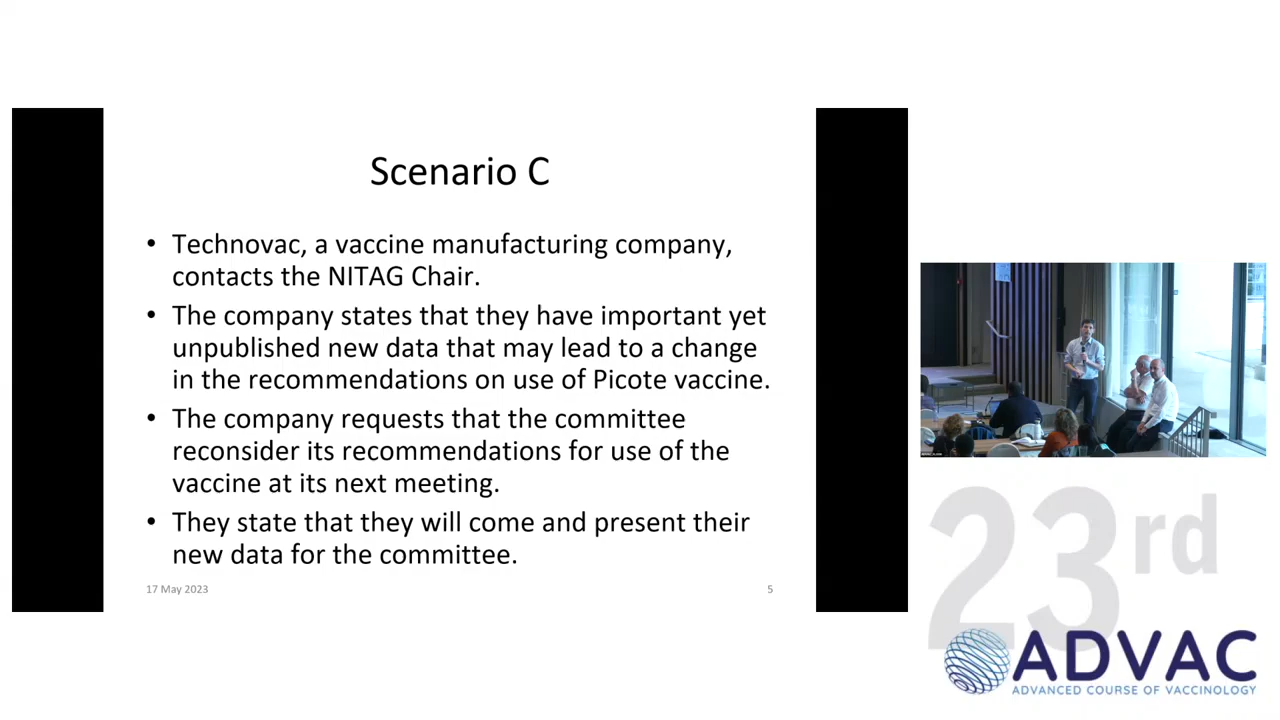 Scenario C
• Technovac, a vaccine manufacturing company,
contacts the NITAG Chair.
• The company states that they have important yet
unpublished new data that may lead to a change
in the recommendations on use of Picote vaccine.
• The company requests that the committee
reconsider its recommendations for use of the
vaccine at its next meeting.
• They state that they will come and present their
new data for the committee.
17 May 2023
5
23rd
ADVAC
ADVANCED COURSE OF VACCINOLOGY